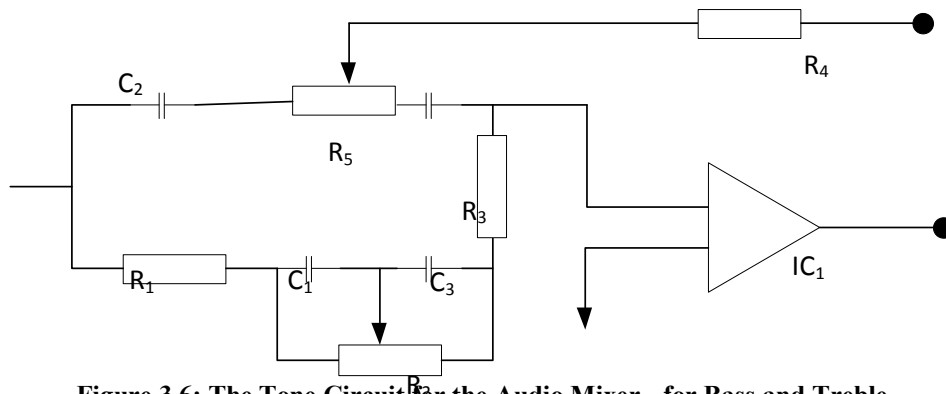 R₄
C₂
R₅
R₃
IC₁
R₁
C₁
C₃
Figure 3.6: The Tone Circuit for the Audio Mixer - for Bass and Treble